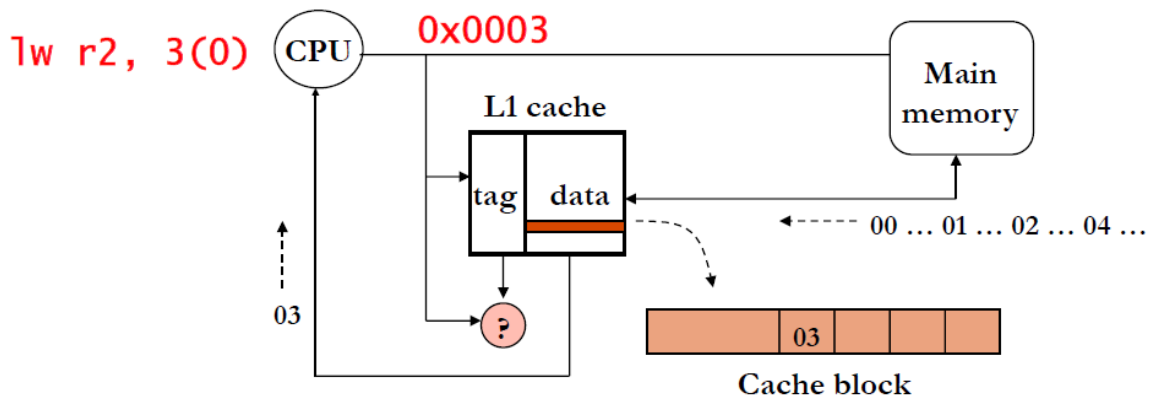 lw r2, 3(0)
CPU
0x0003
Main
memory
L1 cache
tag
data
00 ... 01 ... 02 ... 04 ...
03
?
03
Cache block